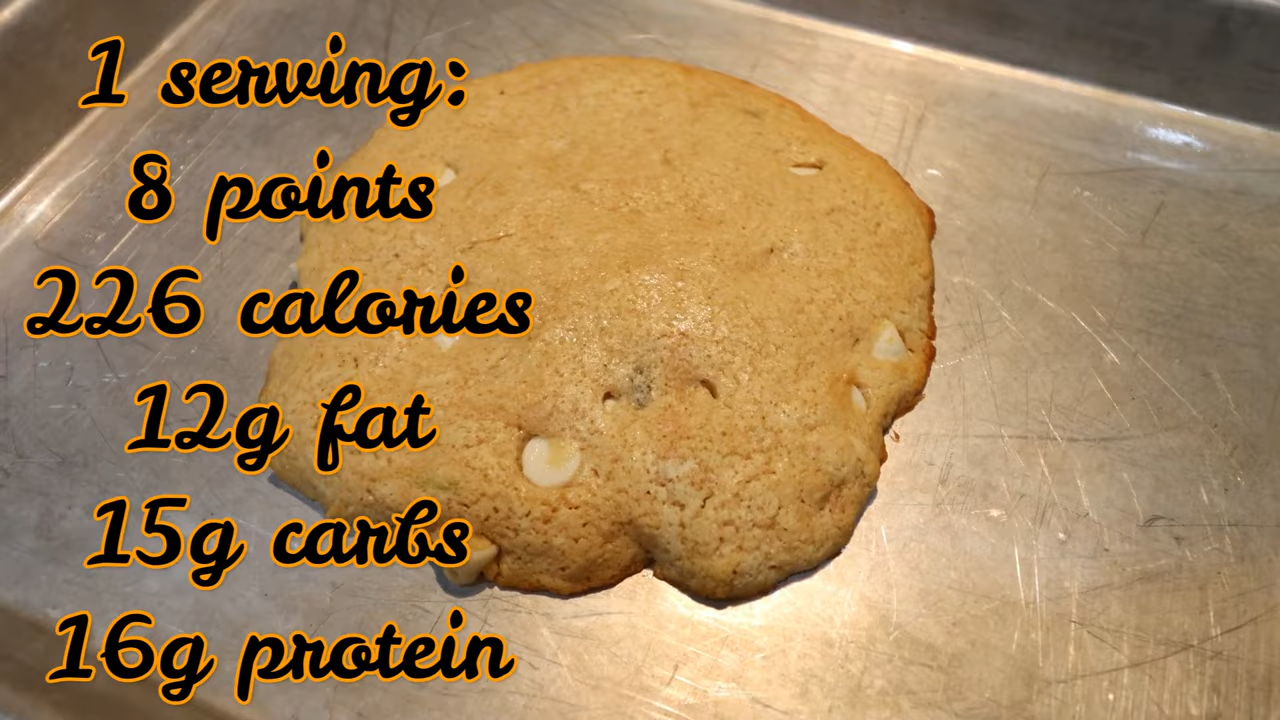 1 serving:
8 points
226 calories
12g fat
15g carbs
16g protein